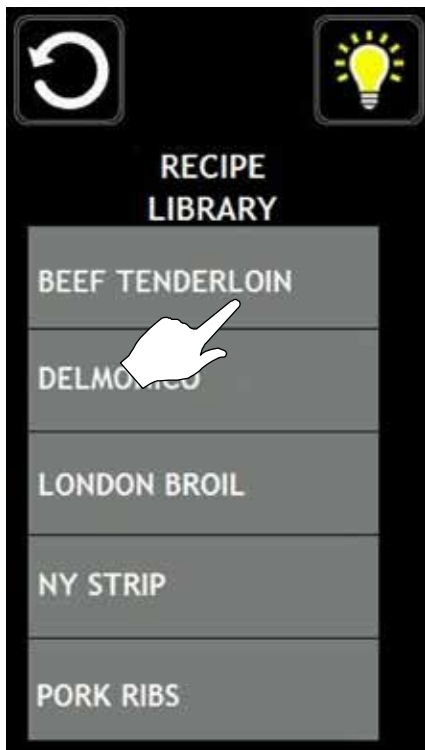 RECIPE
LIBRARY
BEEF TENDERLOIN
DELMONICO
LONDON BROIL
NY STRIP
PORK RIBS